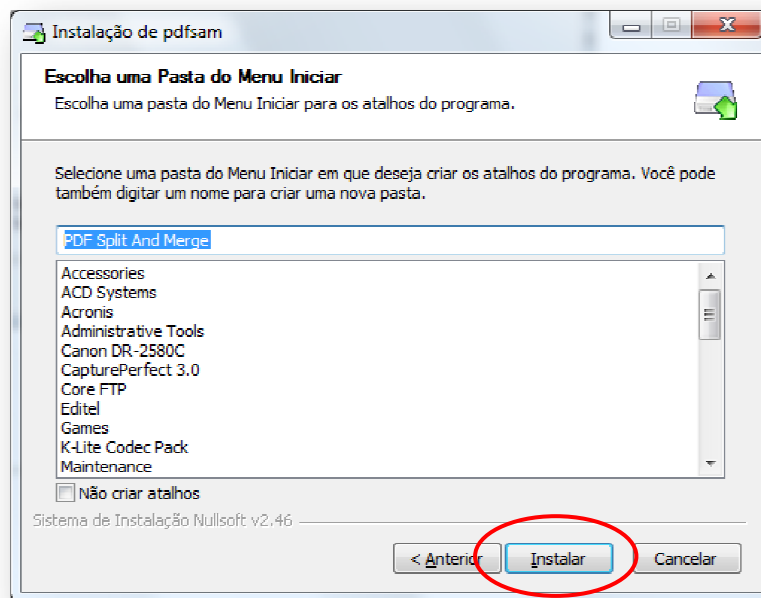 Instalação de pdfsam
Escolha uma Pasta do Menu Iniciar
Escolha uma pasta do Menu Iniciar para os atalhos do programa.
Selecione uma pasta do Menu Iniciar em que deseja criar os atalhos do programa. Você pode
também digitar um nome para criar uma nova pasta.
PDF Split And Merge
Accessories
ACD Systems
Acronis
Administrative Tools
Canon DR-2580C
CapturePerfect 3.0
Core FTP
Editel
Games
K-Lite Codec Pack
Maintenance
Não criar atalhos
Sistema de Instalação Nullsoft v2.46
< Anterior Instalar Cancelar